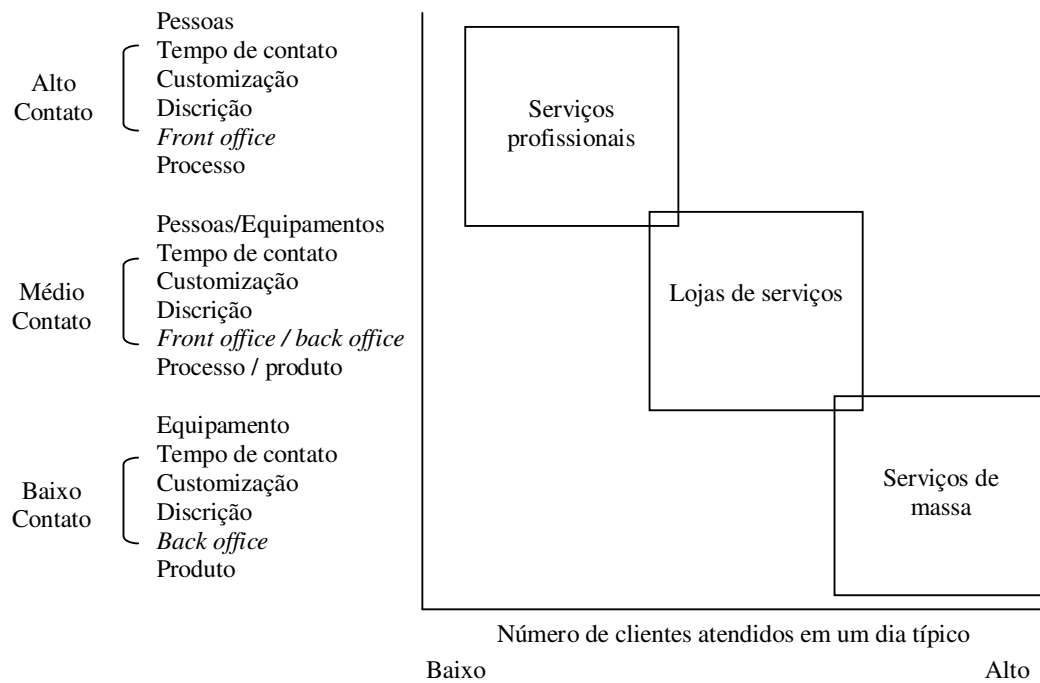 Pessoas
Tempo de contato
Customização
Discrição
Front office
Processo
Alto
Contato
Serviços
profissionais
Pessoas/Equipamentos
Tempo de contato
Customização
Discrição
Front office / back office
Processo / produto
Médio
Contato
Lojas de serviços
Equipamento
Tempo de contato
Customização
Discrição
Back office
Produto
Baixo
Contato
Serviços de
massa
Número de clientes atendidos em um dia típico
Baixo
Alto